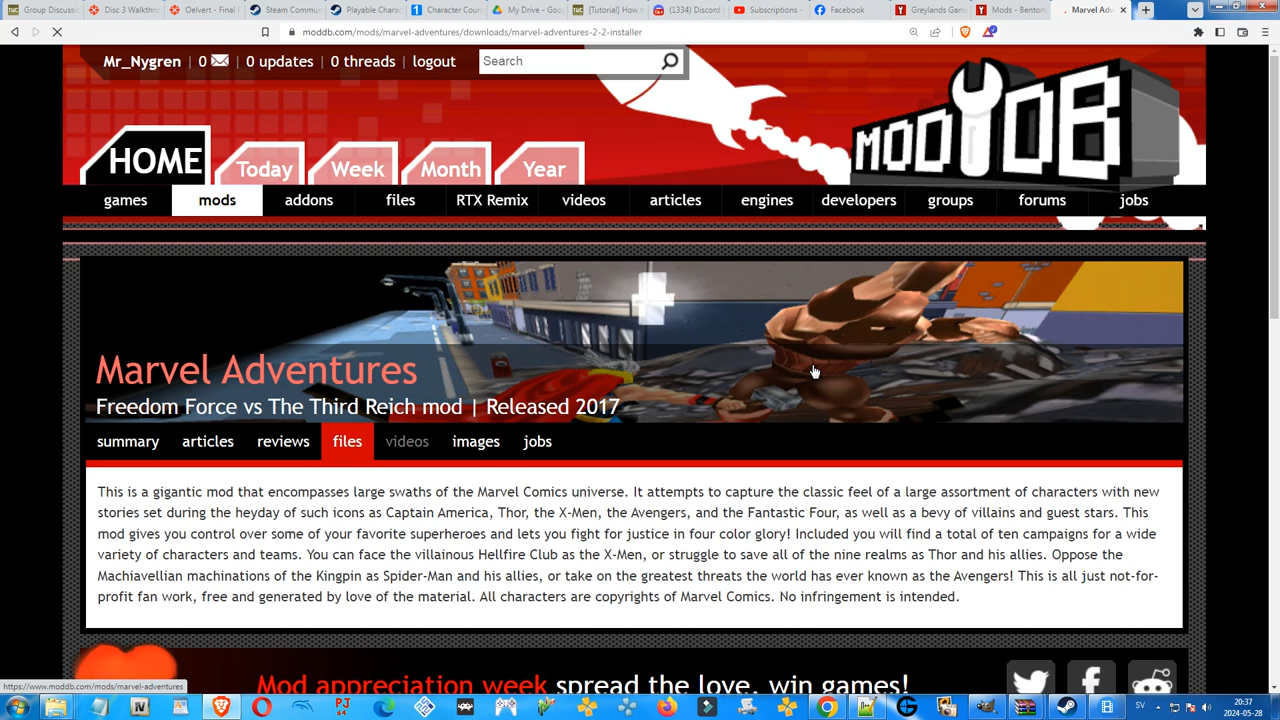 Group Discussi
Disc 3 Walkthro
Oelvert - Final
Steam Commu
Playable Charac
Character Coun
My Drive - Goo
[Tutorial] How t
(1334) Discord
Subscriptions -
Facebook
Greylands Gam
Mods - Benton
Marvel Adv
moddb.com/mods/marvel-adventures/downloads/marvel-adventures-2-2-installer
Mr_Nygren | 0 | 0 updates | 0 threads | logout
Search
MOD DB
HOME Today Week Month Year
games mods addons files RTX Remix videos articles engines developers groups forums jobs
Marvel Adventures
Freedom Force vs The Third Reich mod | Released 2017
summary articles reviews files videos images jobs
This is a gigantic mod that encompasses large swaths of the Marvel Comics universe. It attempts to capture the classic feel of a large assortment of characters with new
stories set during the heyday of such icons as Captain America, Thor, the X-Men, the Avengers, and the Fantastic Four, as well as a bevy of villains and guest stars. This
mod gives you control over some of your favorite superheroes and lets you fight for justice in four color glory! Included you will find a total of ten campaigns for a wide
variety of characters and teams. You can face the villainous Hellfire Club as the X-Men, or struggle to save all of the nine realms as Thor and his allies. Oppose the
Machiavellian machinations of the Kingpin as Spider-Man and his allies, or take on the greatest threats the world has ever known as the Avengers! This is all just not-for-
profit fan work, free and generated by love of the material. All characters are copyrights of Marvel Comics. No infringement is intended.
Mod appreciation week spread the love, win games!
https://www.moddb.com/mods/marvel-adventures
SV
20:37
2024-05-28